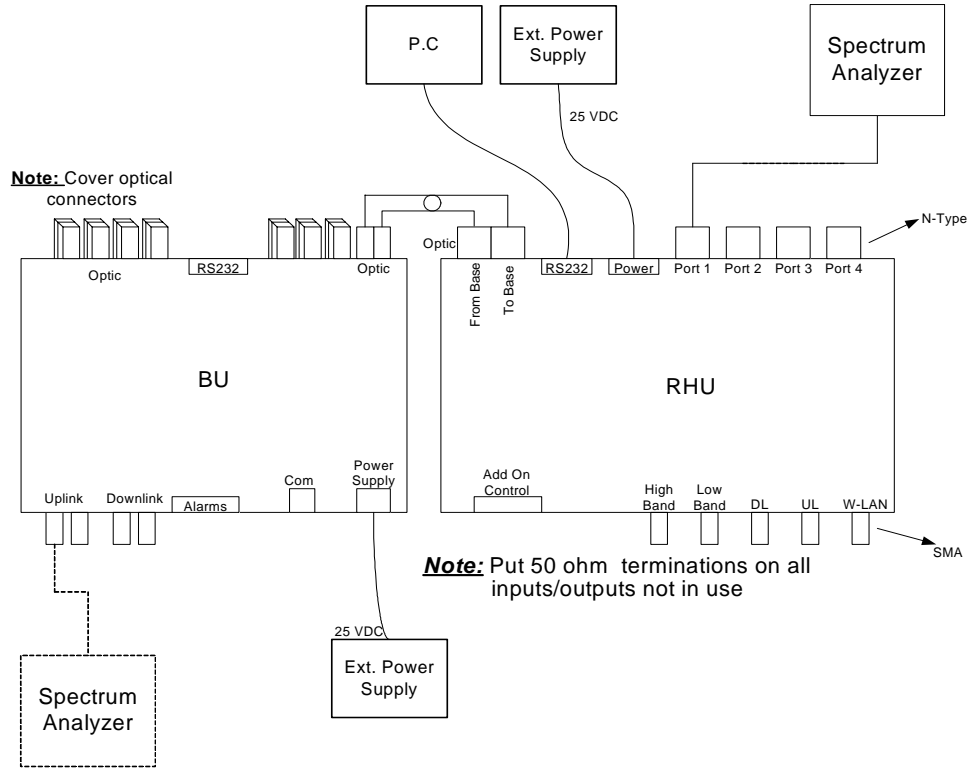 P.C
Ext. Power
Supply
Spectrum
Analyzer
25 VDC
Note: Cover optical
connectors
N-Type
Optic
RS232
Optic
Optic
From Base
To Base
RS232
Power
Port 1
Port 2
Port 3
Port 4
BU
RHU
Uplink
Downlink
Alarms
Com
Power
Supply
Add On
Control
High
Band
Low
Band
DL
UL
W-LAN
SMA
Note: Put 50 ohm terminations on all
inputs/outputs not in use
25 VDC
Ext. Power
Supply
Spectrum
Analyzer